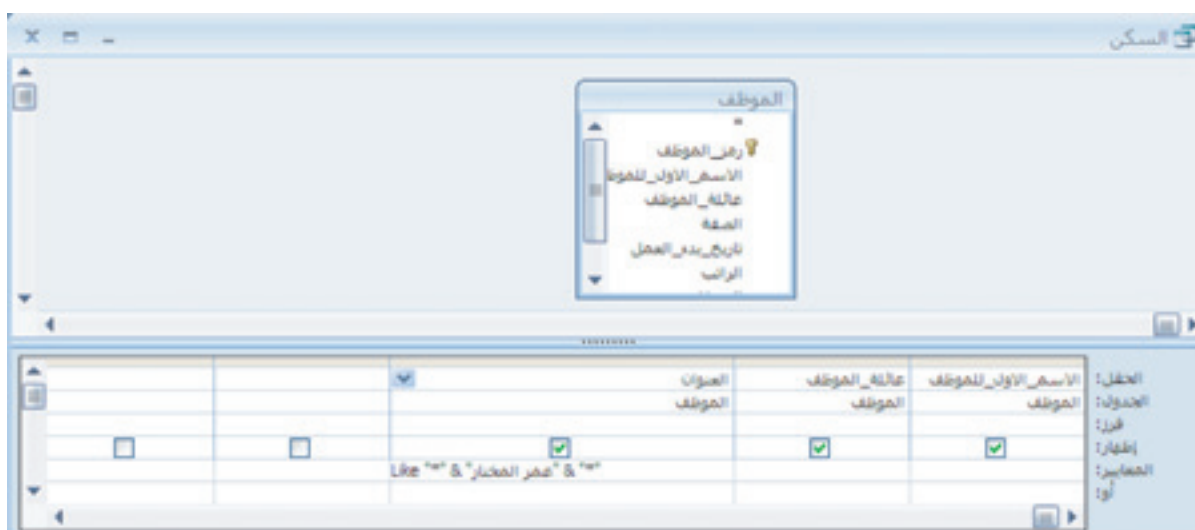 السكن
الموظف
*
رمز_الموظف
الاسم_الاول_للموظ
عائلة_الموظف
الصفة
تاريخ_بدء_العمل
الراتب
الحقل: الاسم_الاول_للموظف عائلة_الموظف العنوان
الجدول: الموظف الموظف الموظف
فرز:
إظهار:
المعايير: Like "*" & "عمر المختار" & "*"
أو: